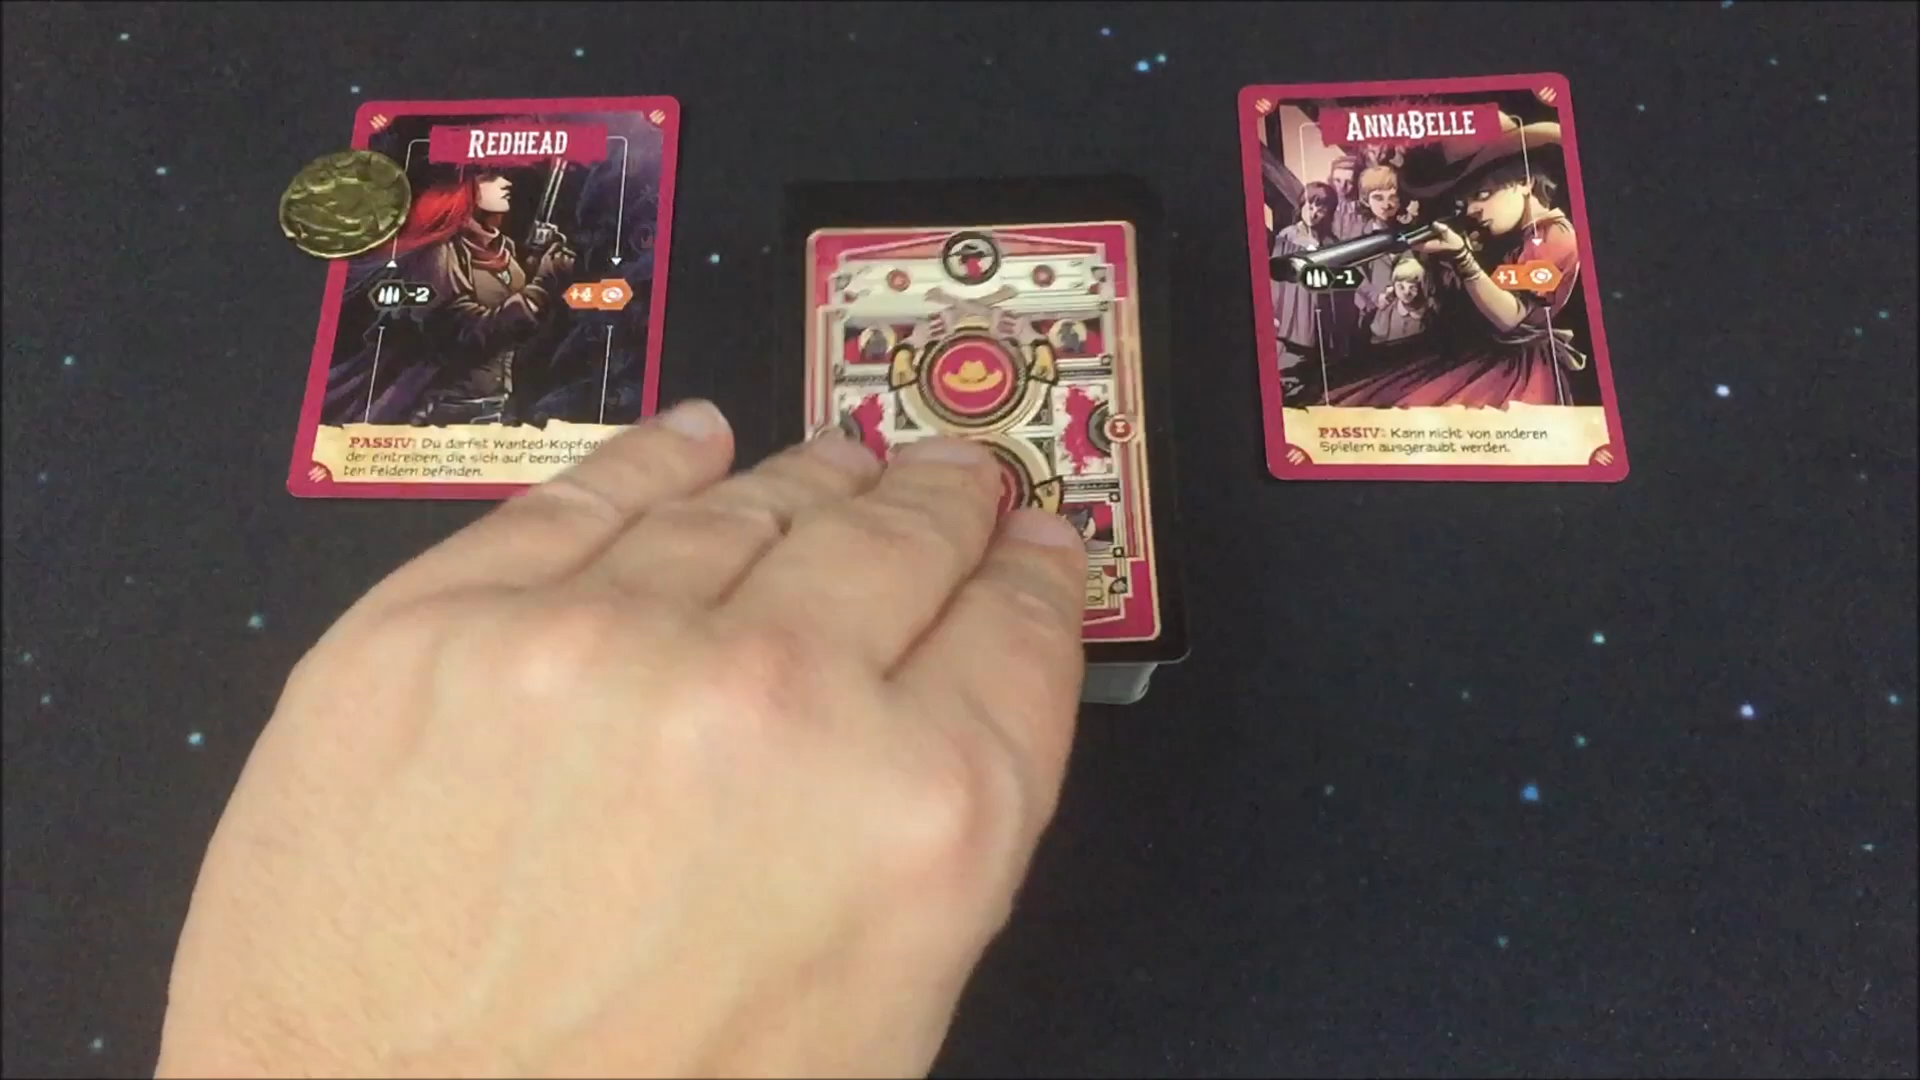 REDHEAD
-2
+4
PASSIV: Du darfst Wanted-Kopfgel
der eintreiben, die sich auf benach
ten Feldern befinden.
ANNABELLE
-1
+1
PASSIV: Kann nicht von anderen
Spielern ausgeraubt werden.